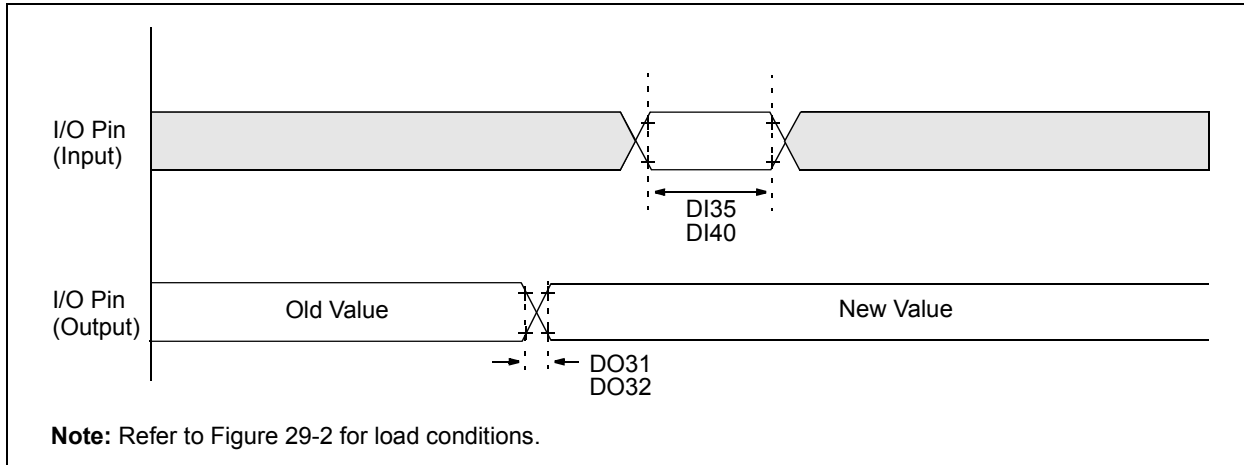 I/O Pin
(Input)
DI35
DI40
I/O Pin
(Output)
Old Value
New Value
DO31
DO32
Note: Refer to Figure 29-2 for load conditions.